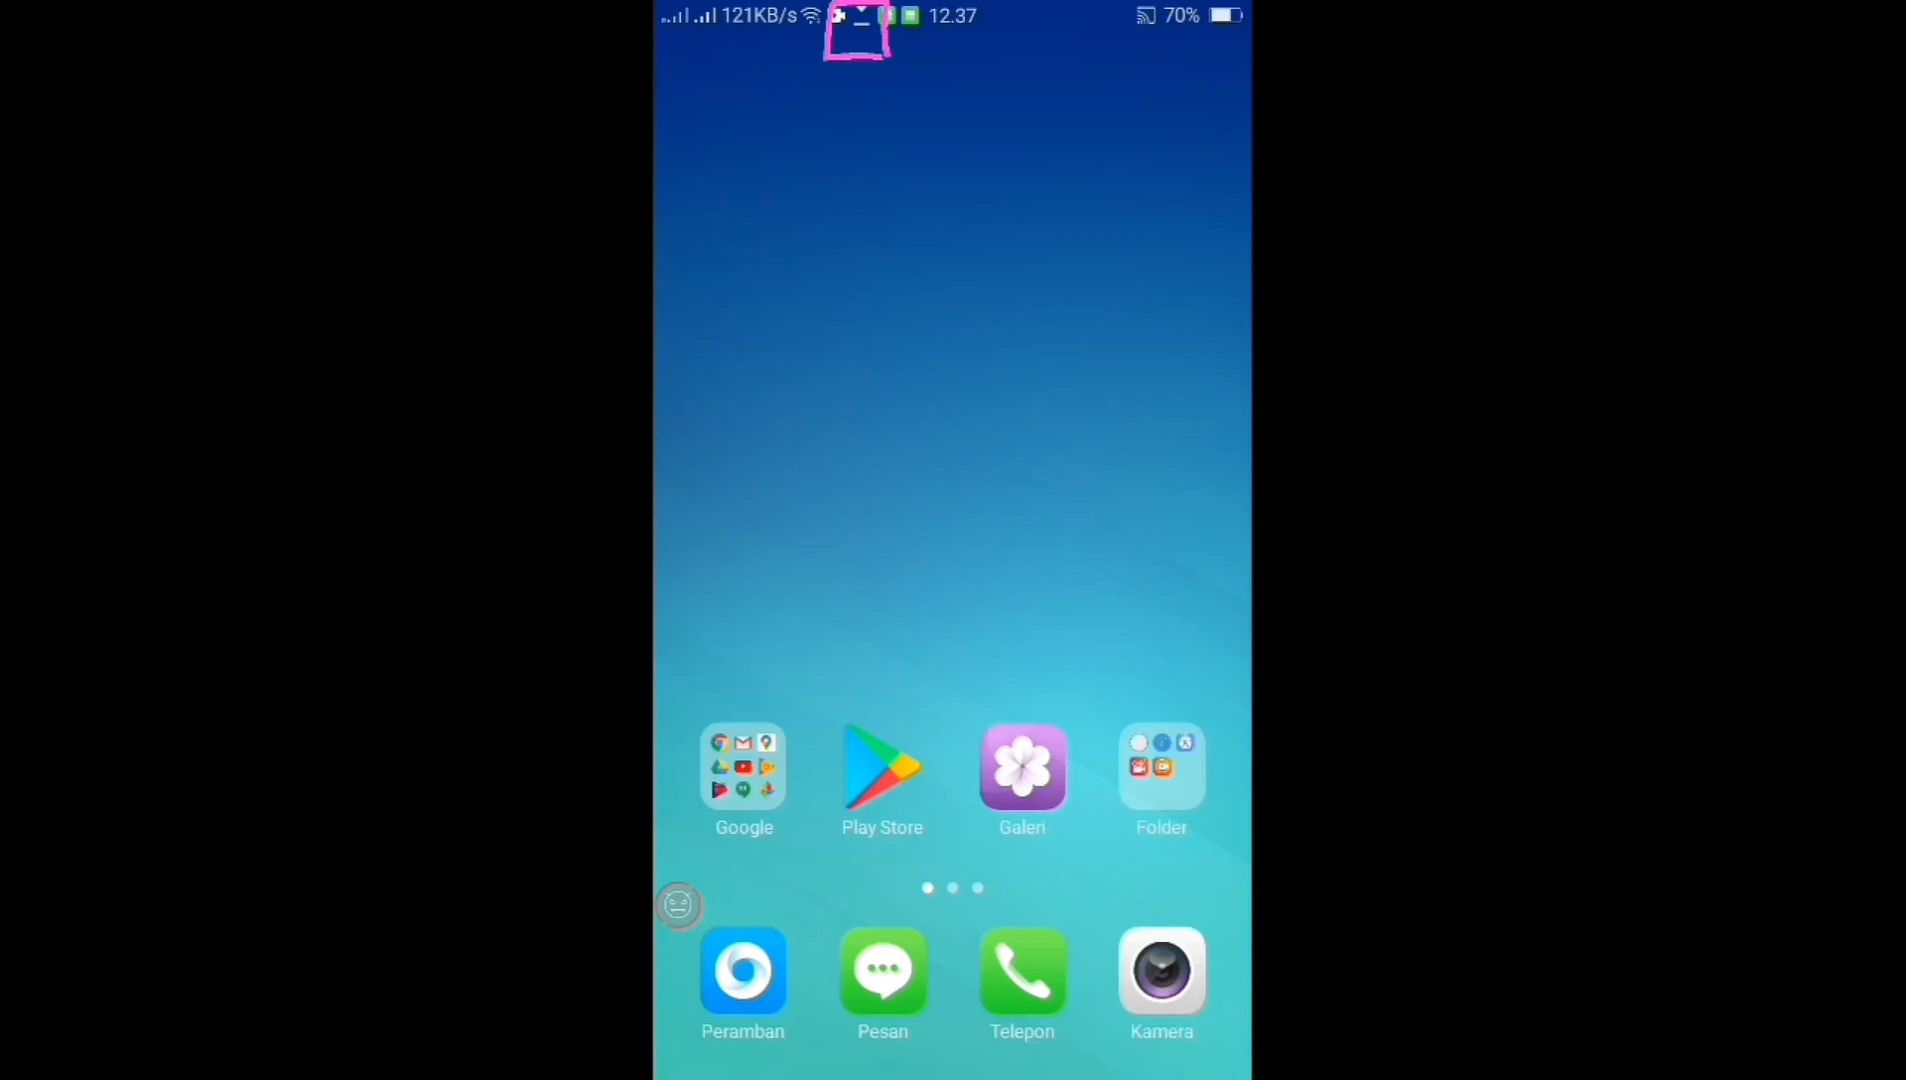 121KB/s 12.37 70%
Google Play Store Galeri Folder
Peramban Pesan Telepon Kamera